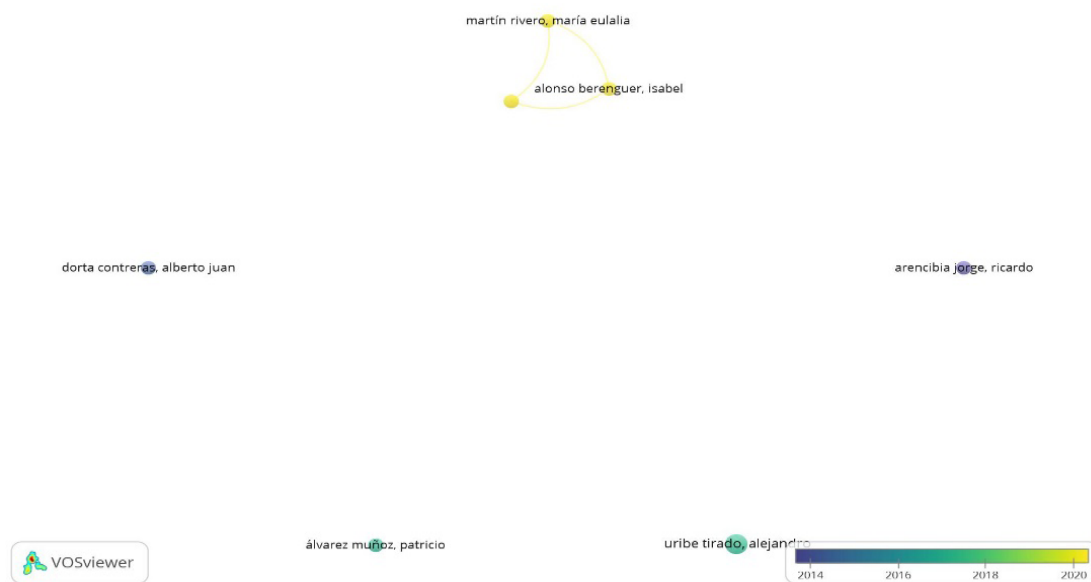 martín rivero, maría eulalia
alonso berenguer, isabel
dorta contreras, alberto juan
arencibia jorge, ricardo
álvarez muñoz, patricio
uribe tirado, alejandro
VOSviewer
2014 2016 2018 2020